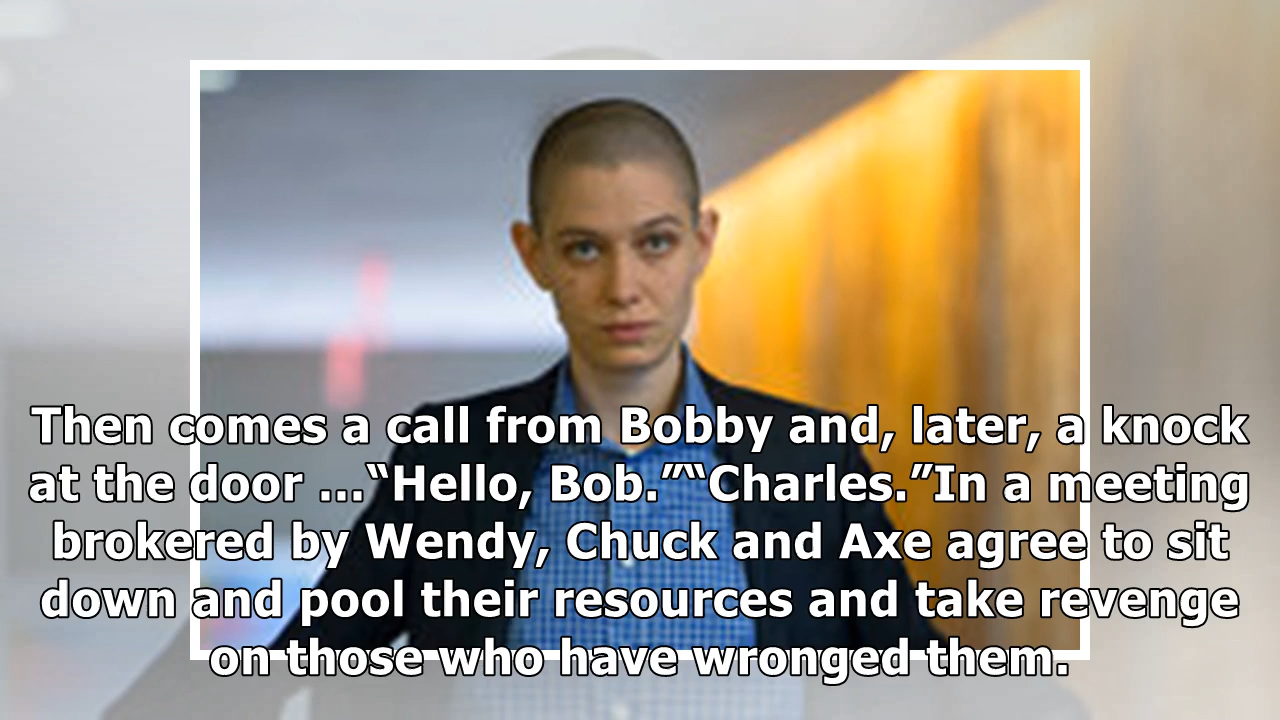 Then comes a call from Bobby and, later, a knock
at the door ...“Hello, Bob.”“Charles.”In a meeting
brokered by Wendy, Chuck and Axe agree to sit
down and pool their resources and take revenge
on those who have wronged them.